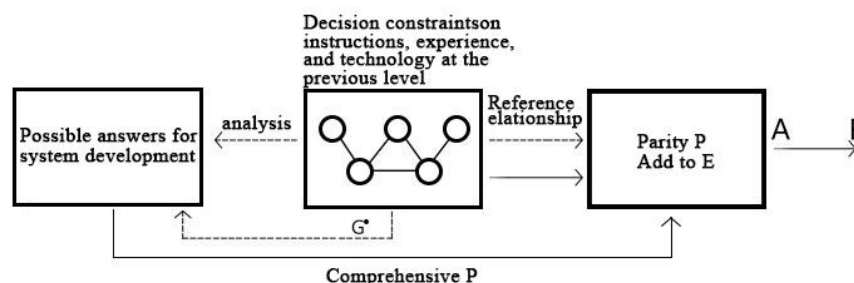 Decision constraintson
instructions, experience,
and technology at the
previous level
Possible answers for
system development
analysis
Reference
elationship
Parity P
Add to E
A
G•
Comprehensive P